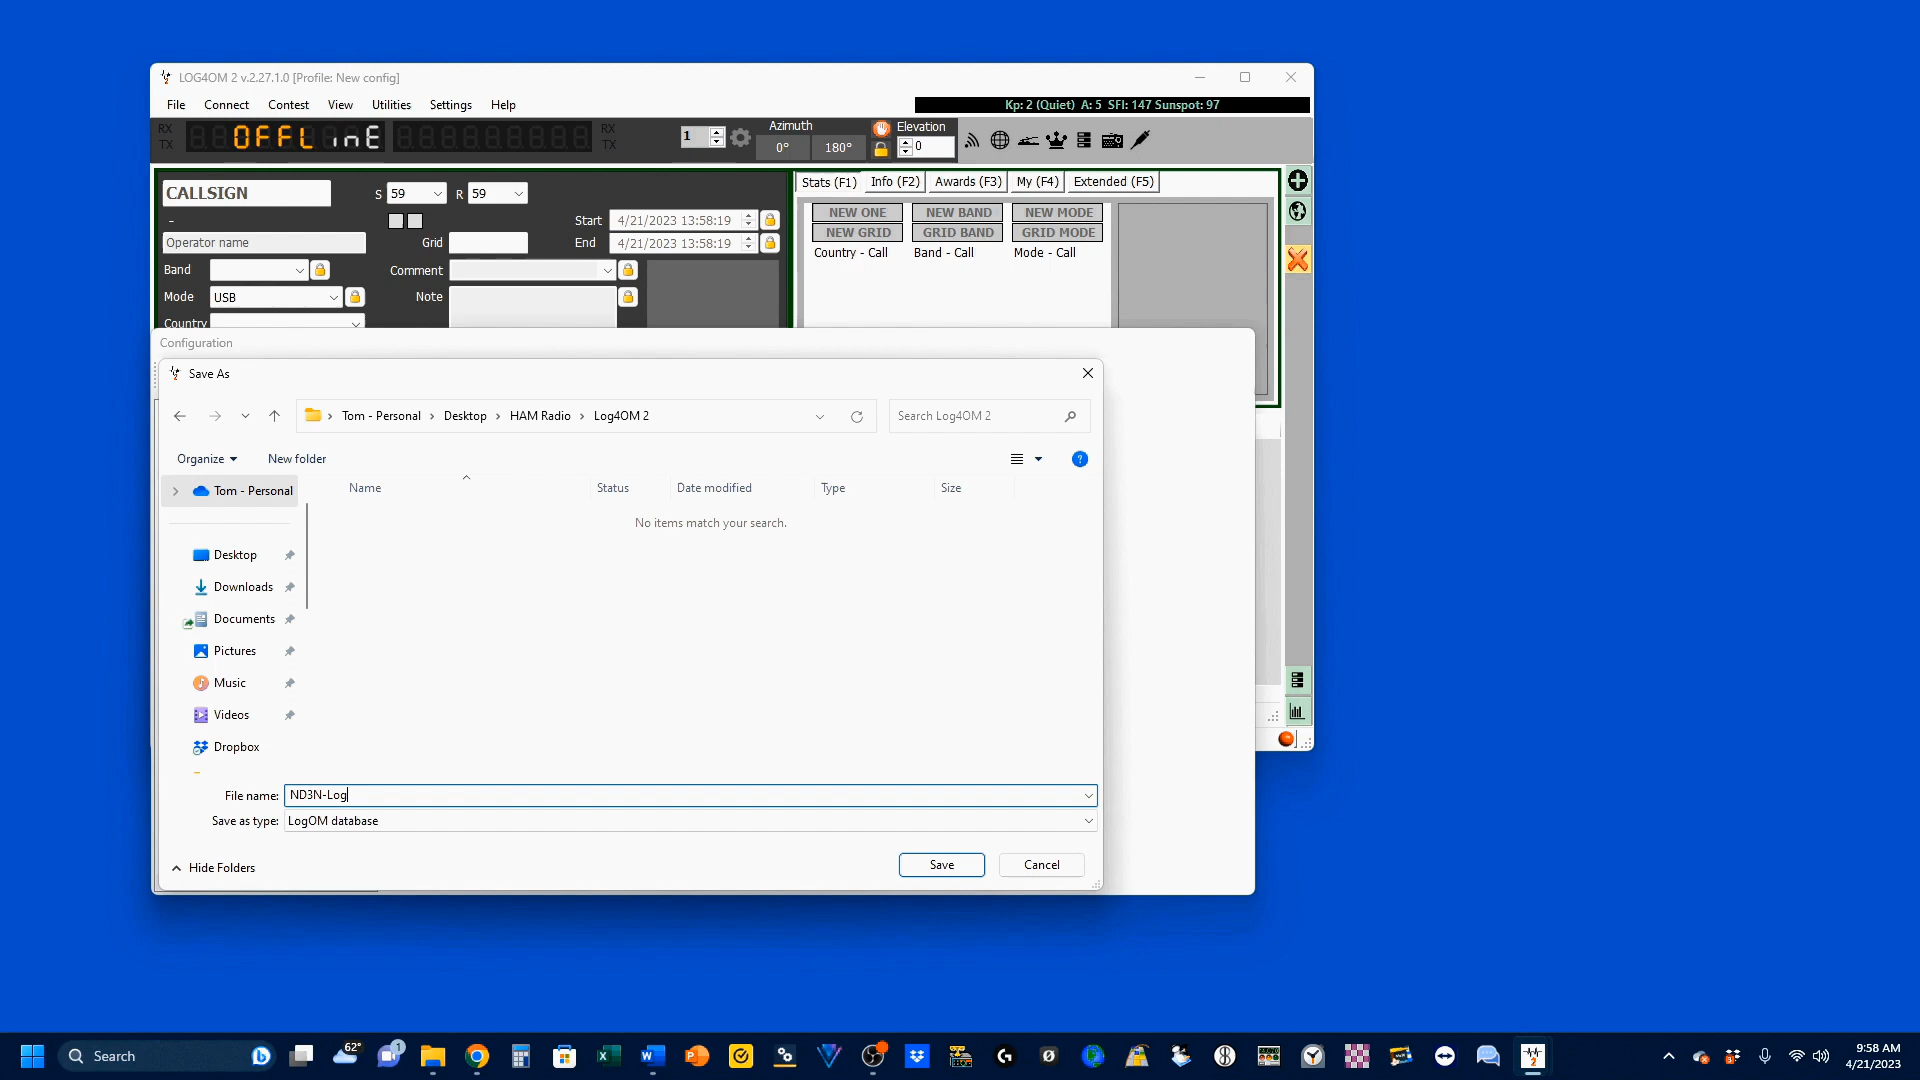 LOG4OM 2 v.2.27.1.0 [Profile: New config]
File Connect Contest View Utilities Settings Help
Kp: 2 (Quiet) A: 5 SFI: 147 Sunspot: 97
RX TX
OFFLinE
RX TX
1
Azimuth
0° 180°
Elevation
0
CALLSIGN
S 59 R 59
-
Start 4/21/2023 13:58:19
Operator name
Grid
End 4/21/2023 13:58:19
Band
Comment
Mode USB
Note
Country
Stats (F1) Info (F2) Awards (F3) My (F4) Extended (F5)
NEW ONE NEW BAND NEW MODE
NEW GRID GRID BAND GRID MODE
Country - Call Band - Call Mode - Call
Configuration
Save As
Tom - Personal > Desktop > HAM Radio > Log4OM 2
Search Log4OM 2
Organize New folder
?
Tom - Personal
Name Status Date modified Type Size
No items match your search.
Desktop
Downloads
Documents
Pictures
Music
Videos
Dropbox
File name: ND3N-Log
Save as type: LogOM database
Hide Folders
Save Cancel
Search
62°
1
9:58 AM
4/21/2023